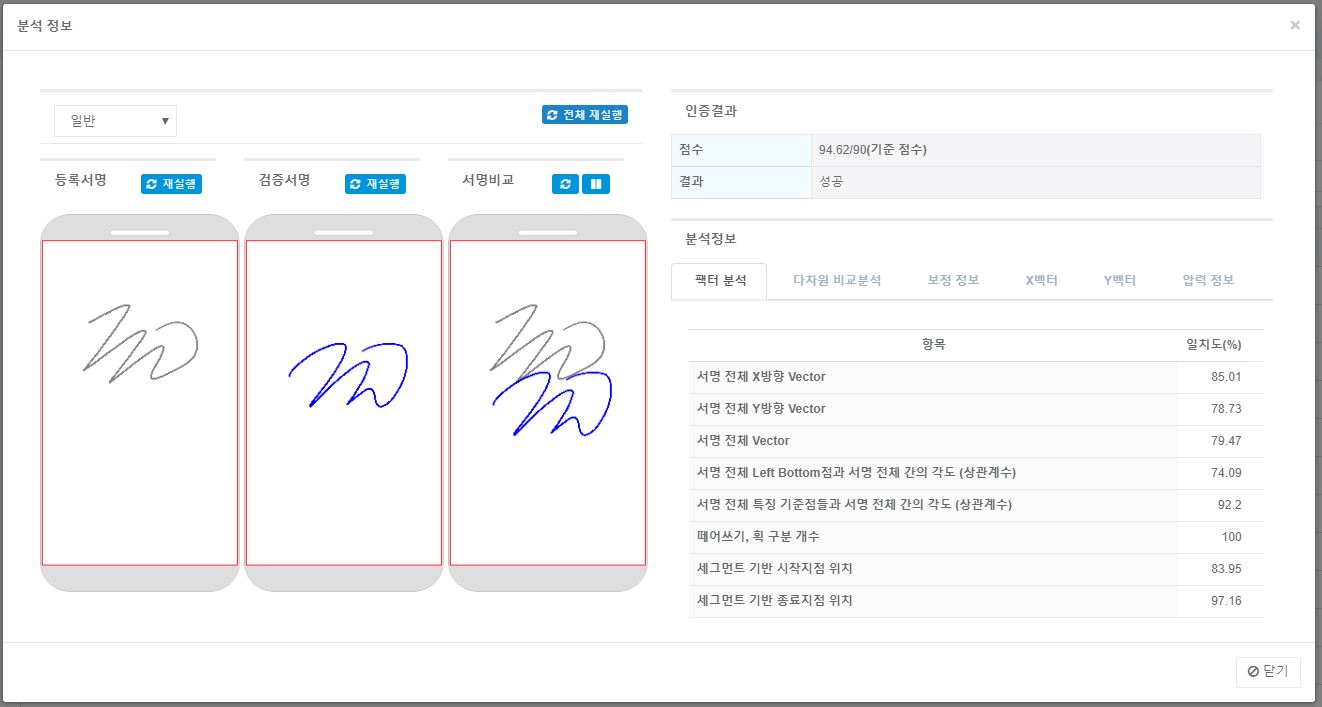 분석 정보
×
일반
전체 재실행
등록서명
재실행
검증서명
재실행
서명비교
인증결과
점수 94.62/90(기준 점수)
결과 성공
분석정보
팩터 분석 다차원 비교분석 보정 정보 X백터 Y백터 압력 정보
항목 일치도(%)
서명 전체 X방향 Vector 85.01
서명 전체 Y방향 Vector 78.73
서명 전체 Vector 79.47
서명 전체 Left Bottom점과 서명 전체 간의 각도 (상관계수) 74.09
서명 전체 특징 기준점들과 서명 전체 간의 각도 (상관계수) 92.2
떼어쓰기, 획 구분 개수 100
세그먼트 기반 시작지점 위치 83.95
세그먼트 기반 종료지점 위치 97.16
닫기